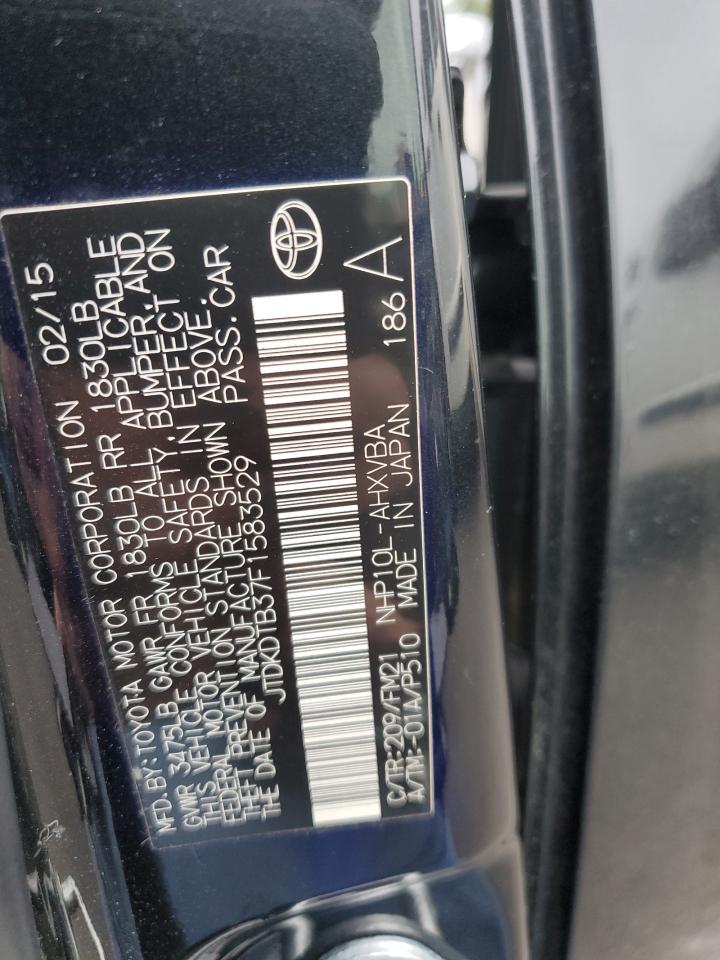 MFD.BY:TOYOTA MOTOR CORPORATION 02/15
GVWR 3475LB GAWR FR 1830LB RR 1830LB
THIS VEHICLE CONFORMS TO ALL APPLICABLE
FEDERAL MOTOR VEHICLE SAFETY,BUMPER,AND
THEFT PREVENTION STANDARDS IN EFFECT ON
THE DATE OF MANUFACTURE SHOWN ABOVE.
JTDKDTB37F1583529 PASS.CAR
C/TR:209/FM21 NHP10L-AHXVBA 186 A
A/TM:-01A/P510 MADE IN JAPAN